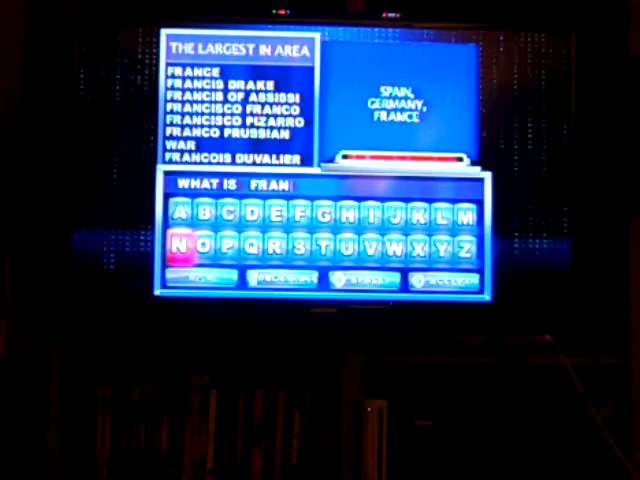 THE LARGEST IN AREA
FRANCE
FRANCIS DRAKE
FRANCIS OF ASSISSI
FRANCISCO FRANCO
FRANCISCO PIZARRO
FRANCO PRUSSIAN
WAR
FRANCOIS DUVALIER
SPAIN,
GERMANY,
FRANCE
WHAT IS FRAN
A B C D E F G H I J K L M
N O P Q R S T U V W X Y Z